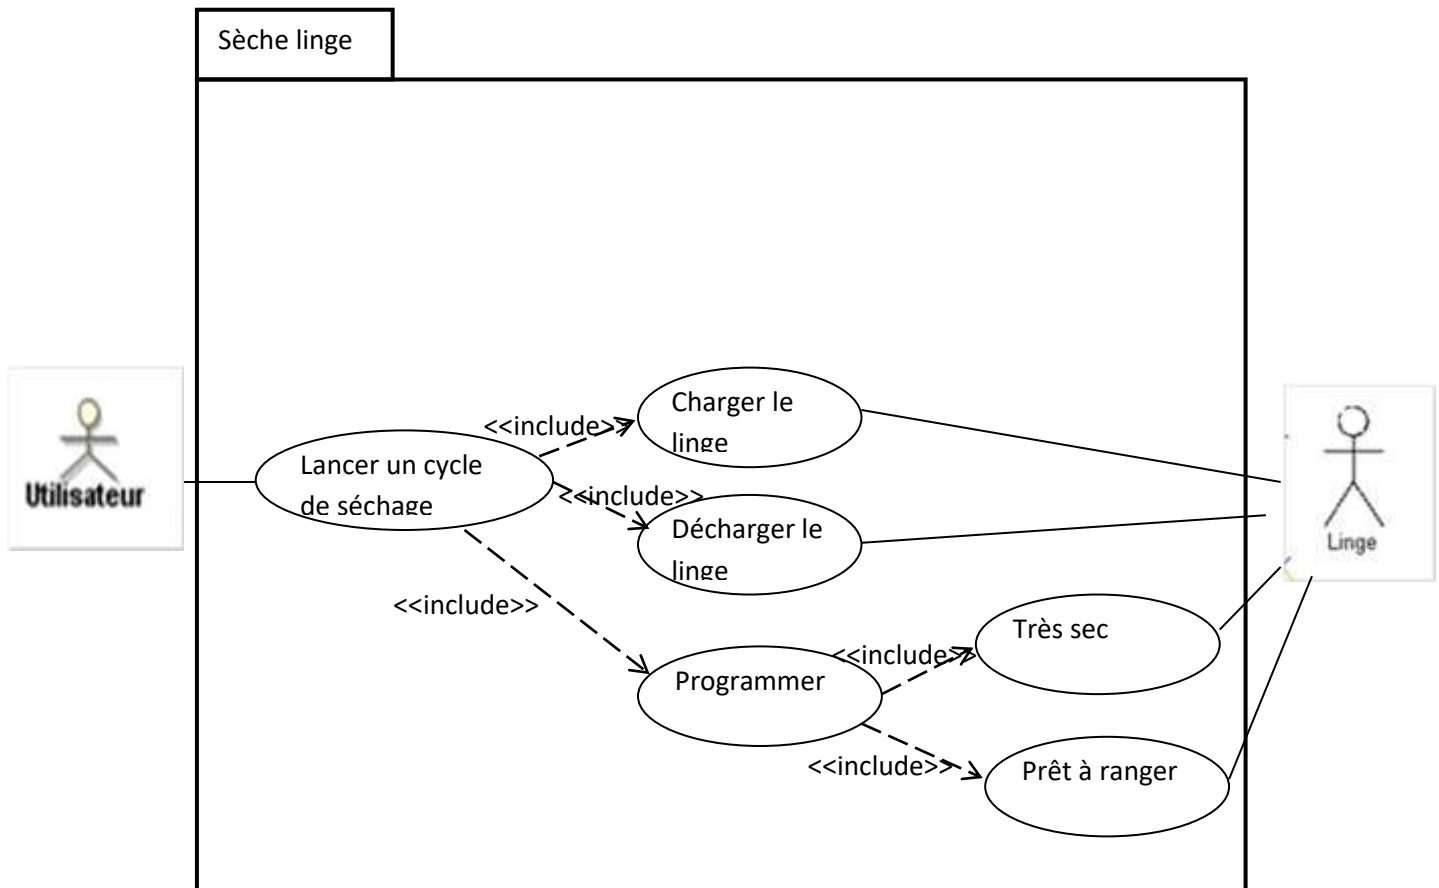 Sèche linge
Charger le
linge
<<include>>
Lancer un cycle
de séchage
Utilisateur
<<include>>
Décharger le
linge
Linge
<<include>>
Très sec
<<include>>
Programmer
<<include>>
Prêt à ranger